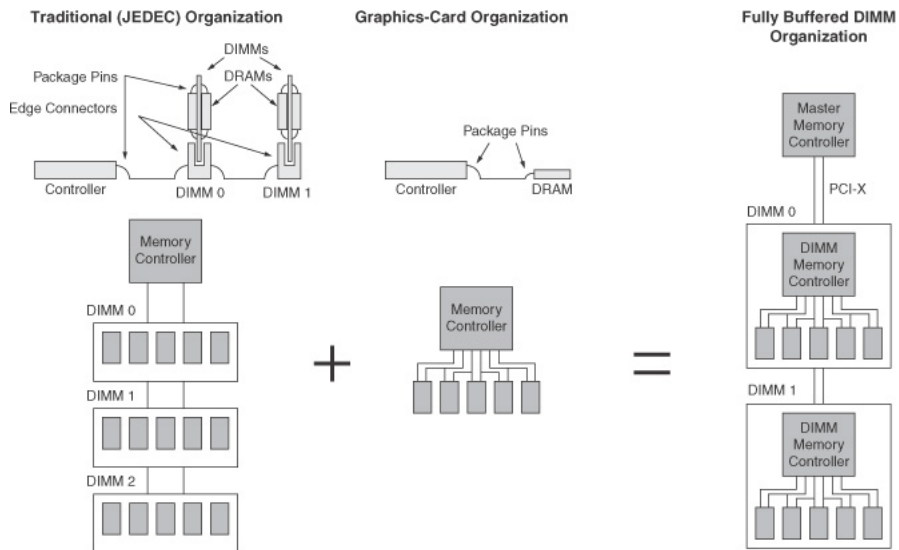 Traditional (JEDEC) Organization
DIMMs
Package Pins
DRAMs
Edge Connectors
Controller
DIMM 0
DIMM 1
Memory
Controller
DIMM 0
DIMM 1
DIMM 2
+
Graphics-Card Organization
Package Pins
Controller
DRAM
Memory
Controller
=
Fully Buffered DIMM
Organization
Master
Memory
Controller
PCI-X
DIMM 0
DIMM
Memory
Controller
DIMM 1
DIMM
Memory
Controller